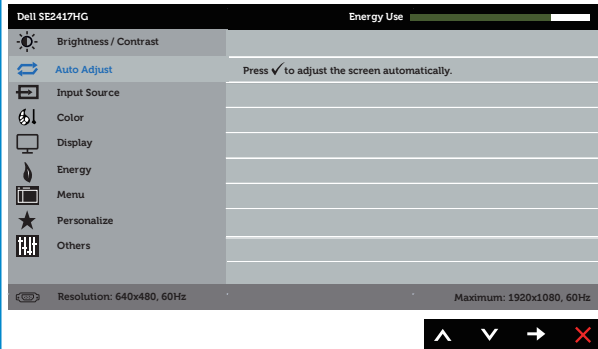 Dell SE2417HG Energy Use
Brightness / Contrast
Auto Adjust Press ✓ to adjust the screen automatically.
Input Source
Color
Display
Energy
Menu
Personalize
Others
Resolution: 640x480, 60Hz Maximum: 1920x1080, 60Hz